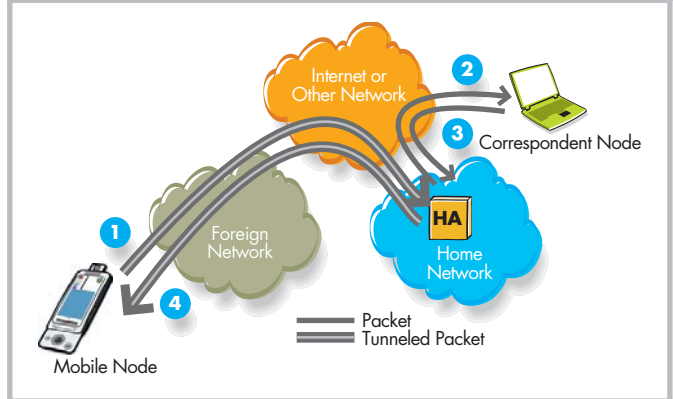 Internet or
Other Network
2
3
Correspondent Node
HA
Home
Network
1
Foreign
Network
4
Packet
Tunneled Packet
Mobile Node